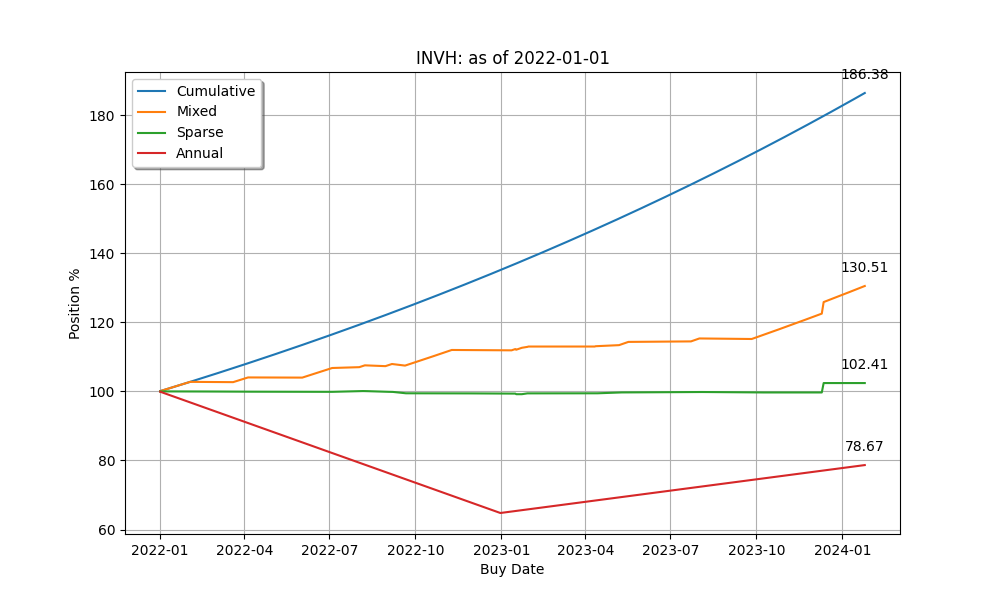 INVH: as of 2022-01-01
Cumulative
Mixed
Sparse
Annual
186.38
130.51
102.41
78.67
Position %
180
160
140
120
100
80
60
2022-01 2022-04 2022-07 2022-10 2023-01 2023-04 2023-07 2023-10 2024-01
Buy Date